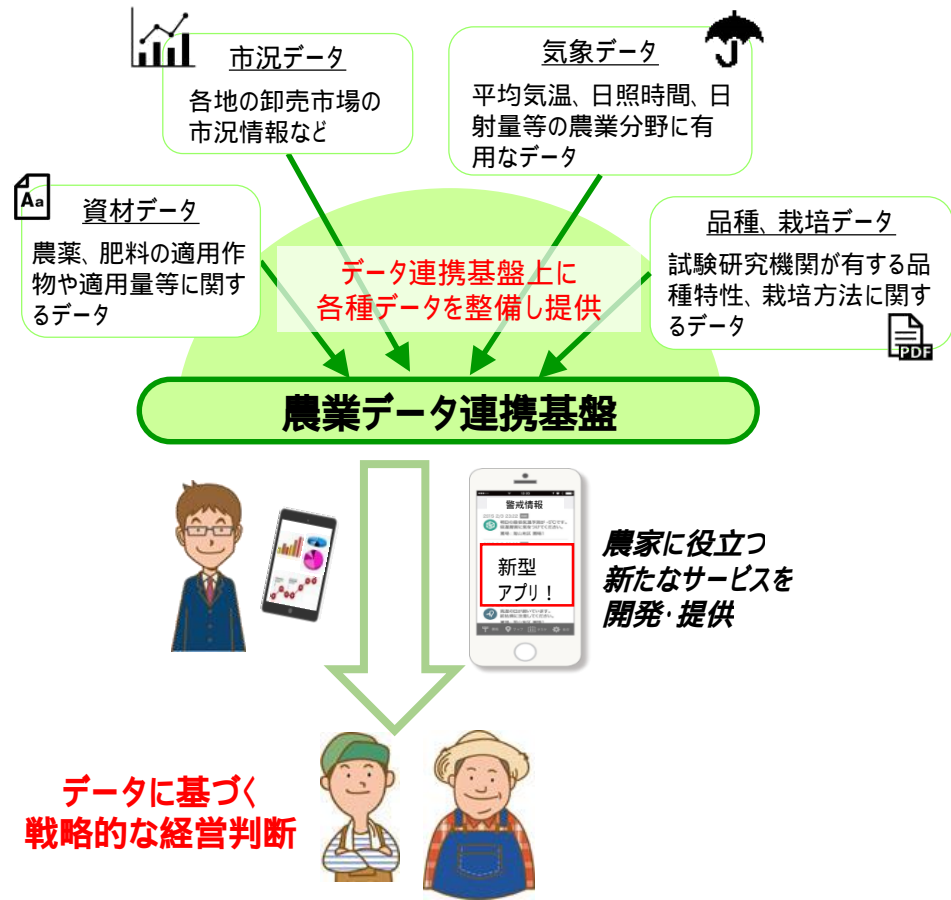 市況データ
各地の卸売市場の
市況情報など
気象データ
平均気温、日照時間、日
射量等の農業分野に有
用なデータ
Aa
資材データ
農薬、肥料の適用作
物や適用量等に関す
るデータ
品種、栽培データ
試験研究機関が有する品
種特性、栽培方法に関す
るデータ
PDF
データ連携基盤上に
各種データを整備し提供
農業データ連携基盤
警戒情報
新型
アプリ！
農家に役立つ
新たなサービスを
開発・提供
データに基づく
戦略的な経営判断